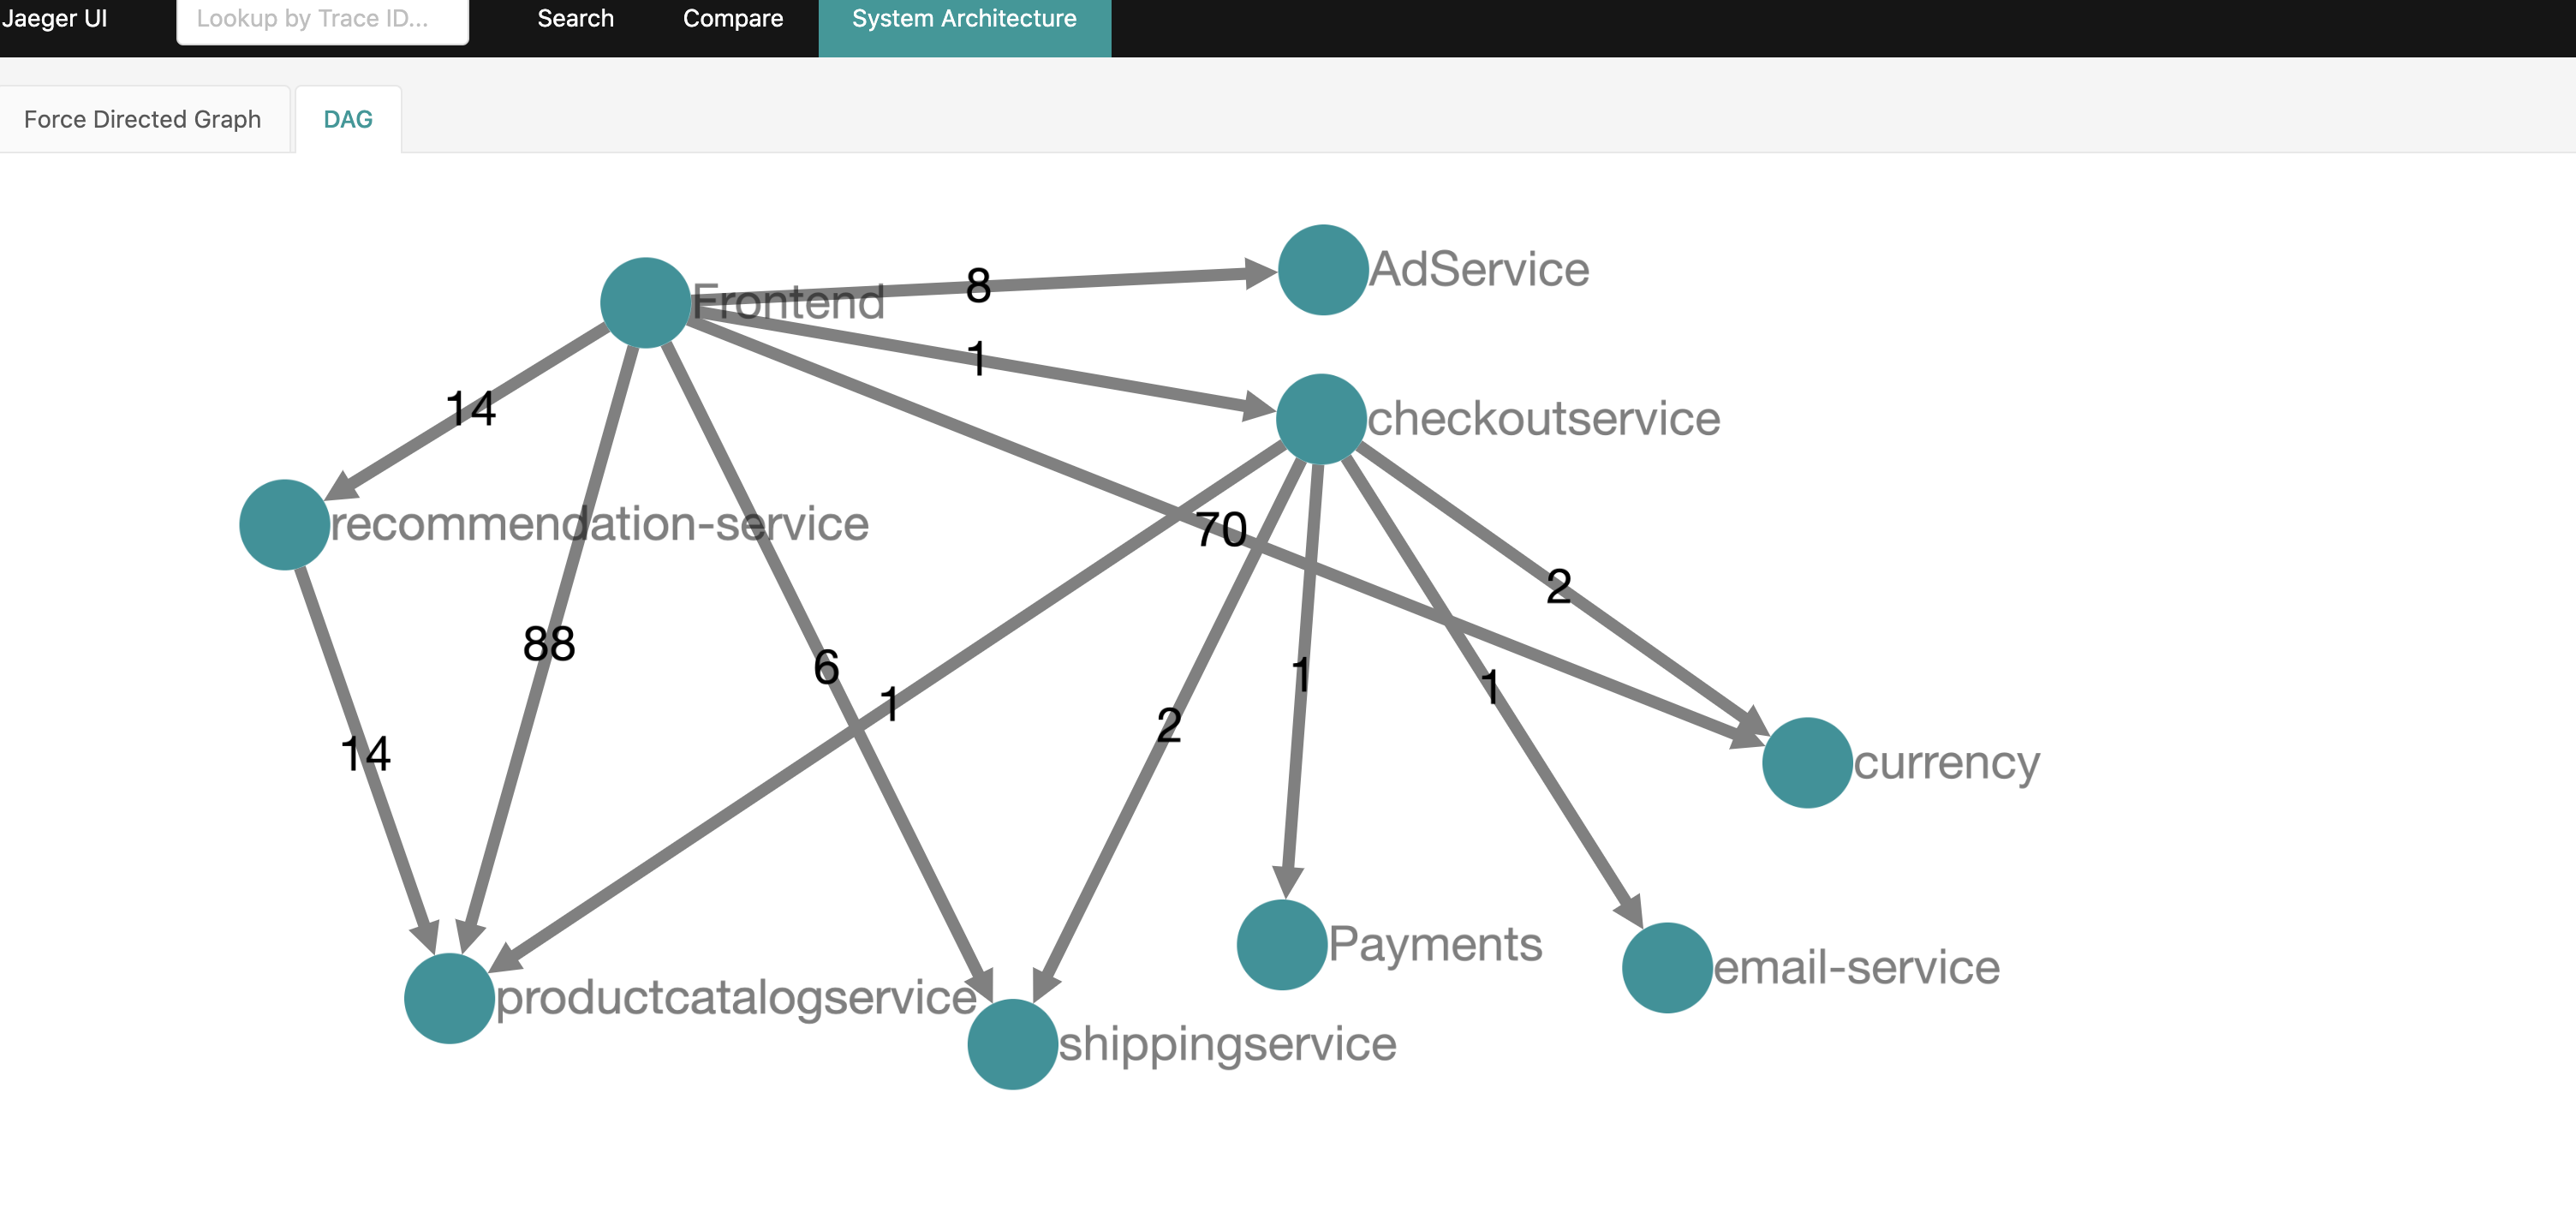 Jaeger UI
Lookup by Trace ID...
Search
Compare
System Architecture
Force Directed Graph
DAG
AdService
8
Frontend
1
14
checkoutservice
recommendation-service
70
2
88
6
1
1
1
2
14
currency
Payments
email-service
productcatalogservice
shippingservice